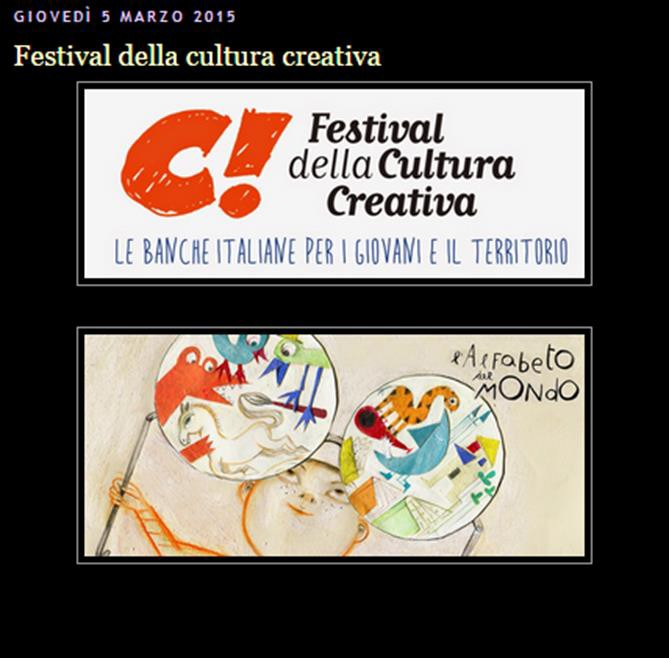 GIOVEDÌ 5 MARZO 2015
Festival della cultura creativa
C! Festival
della Cultura
Creativa
LE BANCHE ITALIANE PER I GIOVANI E IL TERRITORIO
l'ALFabeTO
del
MONdO